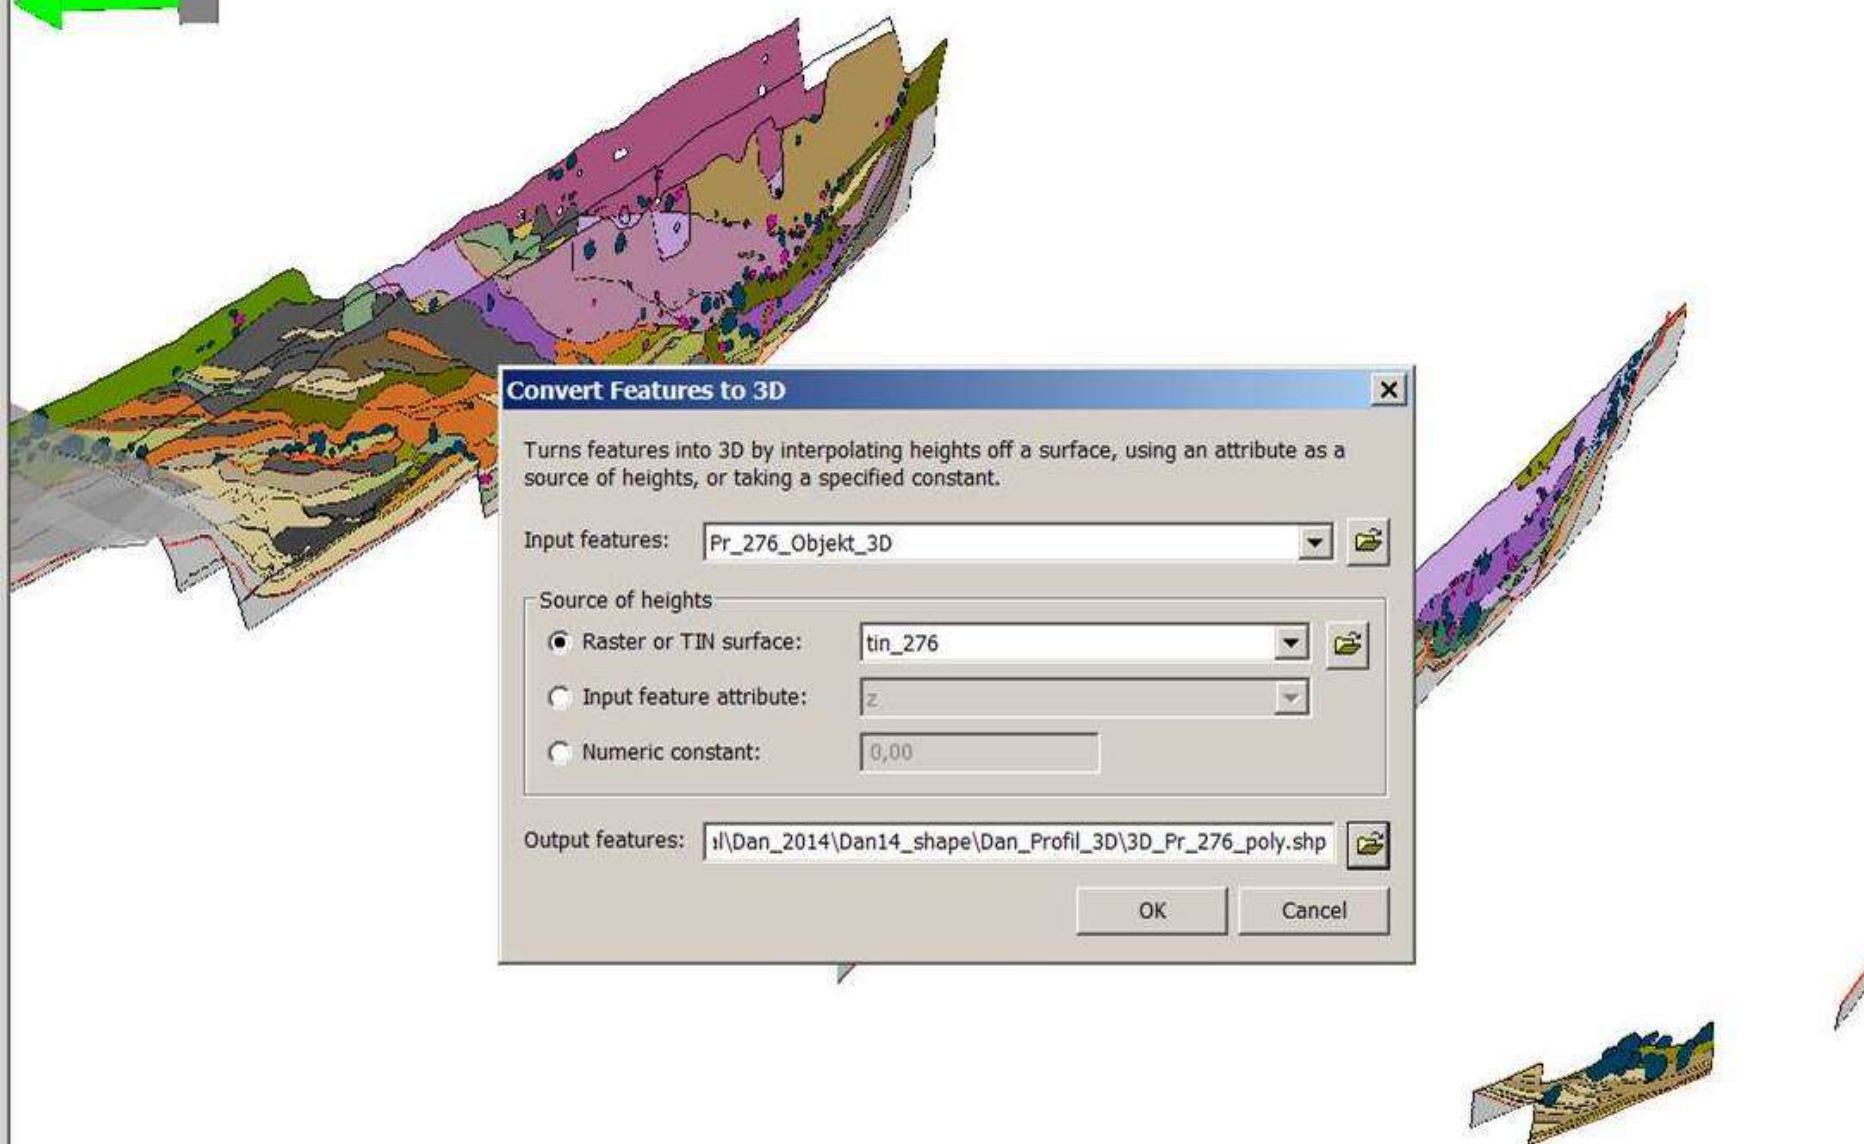 Convert Features to 3D
Turns features into 3D by interpolating heights off a surface, using an attribute as a
source of heights, or taking a specified constant.
Input features: Pr_276_Objekt_3D
Source of heights
Raster or TIN surface: tin_276
Input feature attribute: z
Numeric constant: 0,00
Output features: l\Dan_2014\Dan14_shape\Dan_Profil_3D\3D_Pr_276_poly.shp
OK Cancel